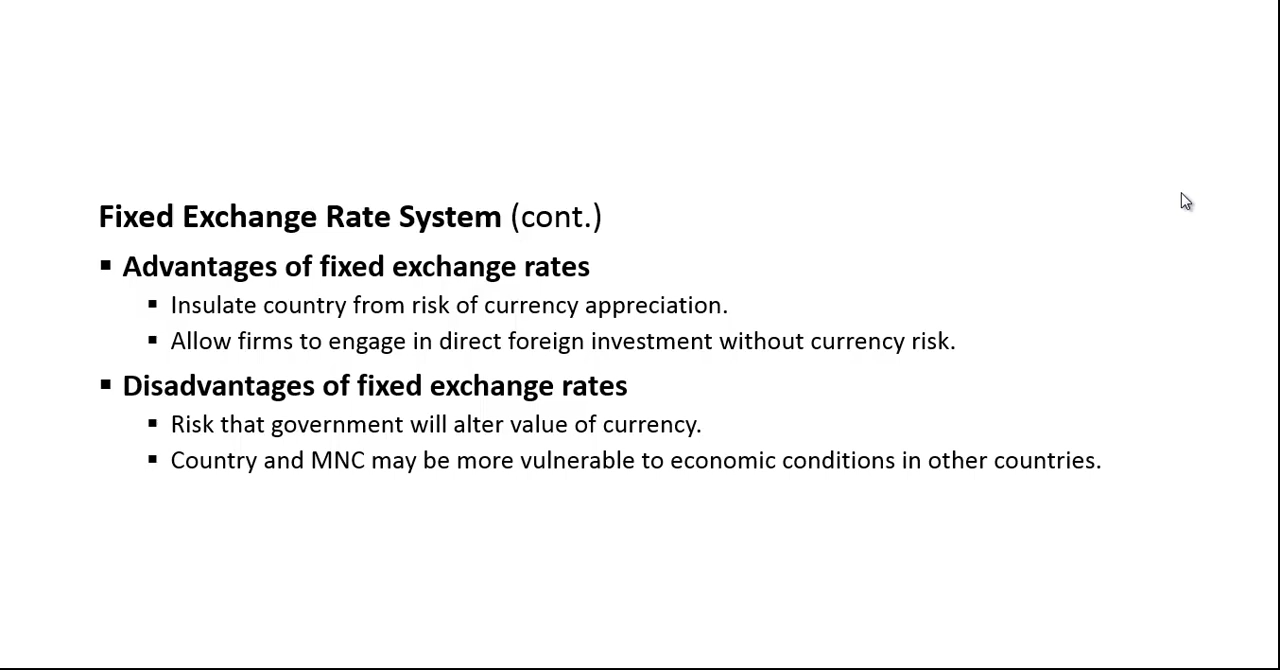 Fixed Exchange Rate System (cont.)
▪ Advantages of fixed exchange rates
▪ Insulate country from risk of currency appreciation.
▪ Allow firms to engage in direct foreign investment without currency risk.
▪ Disadvantages of fixed exchange rates
▪ Risk that government will alter value of currency.
▪ Country and MNC may be more vulnerable to economic conditions in other countries.